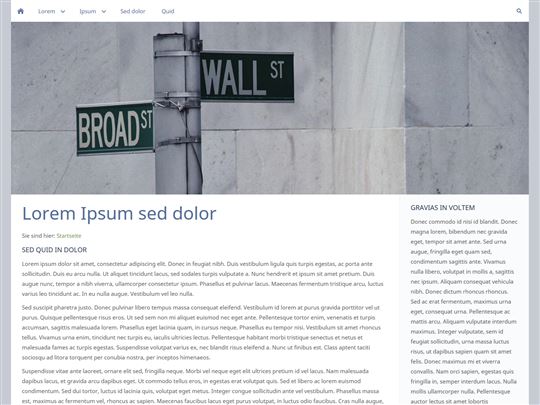 Lorem Ipsum Sed dolor Quid
WALL ST
BROAD ST
Lorem Ipsum sed dolor
Sie sind hier: Startseite
SED QUID IN DOLOR
Lorem ipsum dolor sit amet, consectetur adipiscing elit. Donec in feugiat nibh. Duis vestibulum ligula quis turpis egestas, ac porta ante
sollicitudin. Duis eu arcu nulla. Ut aliquet tincidunt lacus, sed sodales turpis vulputate a. Nunc hendrerit et ipsum sit amet pretium. Duis
augue nunc, tempor a nibh viverra, ullamcorper consectetur ipsum. Phasellus et pulvinar lacus. Maecenas fermentum tristique arcu, luctus
varius leo tincidunt ac. In eu nulla augue. Vestibulum vel leo nulla.
Sed suscipit pharetra justo. Donec pulvinar libero tempus massa consequat eleifend. Vestibulum id lorem at purus gravida porttitor vel ut
purus. Quisque pellentesque risus eros. Ut sed sem non mi aliquet euismod nec eget ante. Pellentesque tortor enim, venenatis et turpis
accumsan, sagittis malesuada lorem. Phasellus eget lacinia quam, in cursus neque. Phasellus eu tempor nisi. Vestibulum sit amet rhoncus
tellus. Vivamus urna enim, tincidunt nec turpis eu, iaculis ultricies lectus. Pellentesque habitant morbi tristique senectus et netus et
malesuada fames ac turpis egestas. Suspendisse volutpat varius ex, nec blandit risus eleifend a. Nunc ut finibus est. Class aptent taciti
sociosqu ad litora torquent per conubia nostra, per inceptos himenaeos.
Suspendisse vitae ante laoreet, ornare elit sed, fringilla neque. Morbi vel neque eget elit ultrices pretium id vel lacus. Nam malesuada
dapibus lacus, et gravida arcu dapibus eget. Ut commodo tellus eros, in egestas erat volutpat quis. Sed et libero ac lorem euismod
condimentum. Sed dui tortor, luctus id lacinia quis, volutpat eget metus. Integer congue sollicitudin ante vel vestibulum. Phasellus massa
est, maximus ac fermentum vel, rhoncus ac sapien. Maecenas faucibus lacus eget purus volutpat, in luctus odio faucibus. Cras nulla augue,
GRAVIAS IN VOLTEM
Donec commodo id nisi id blandit. Donec
magna lorem, bibendum nec gravida
eget, tempor sit amet ante. Sed urna
augue, fringilla eget quam sed,
condimentum sagittis ante. Vivamus
nulla libero, volutpat in mollis a, sagittis
nec ipsum. Aliquam consequat vehicula
nibh. Donec dictum rhoncus rhoncus.
Sed ac erat fermentum, maximus urna
eget, consequat urna. Pellentesque ac
mattis arcu. Aliquam vulputate interdum
maximus. Integer vulputate, sem id
feugiat sollicitudin, urna massa luctus
risus, ut dapibus sapien quam sit amet
felis. Donec maximus mi et viverra
convallis. Nam orci sapien, egestas quis
fringilla in, semper interdum lacus. Nulla
mollis ullamcorper nulla. Pellentesque
auctor lacus sit amet lobortis